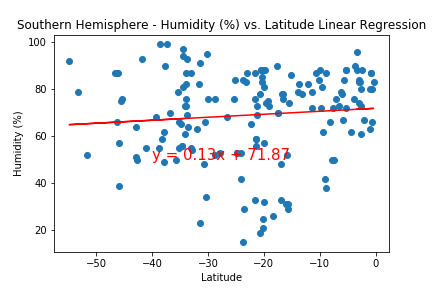 Southern Hemisphere - Humidity (%) vs. Latitude Linear Regression
100
80
60
40
20
Humidity (%)
y = 0.13x + 71.87
−50
−40
−30
−20
−10
0
Latitude